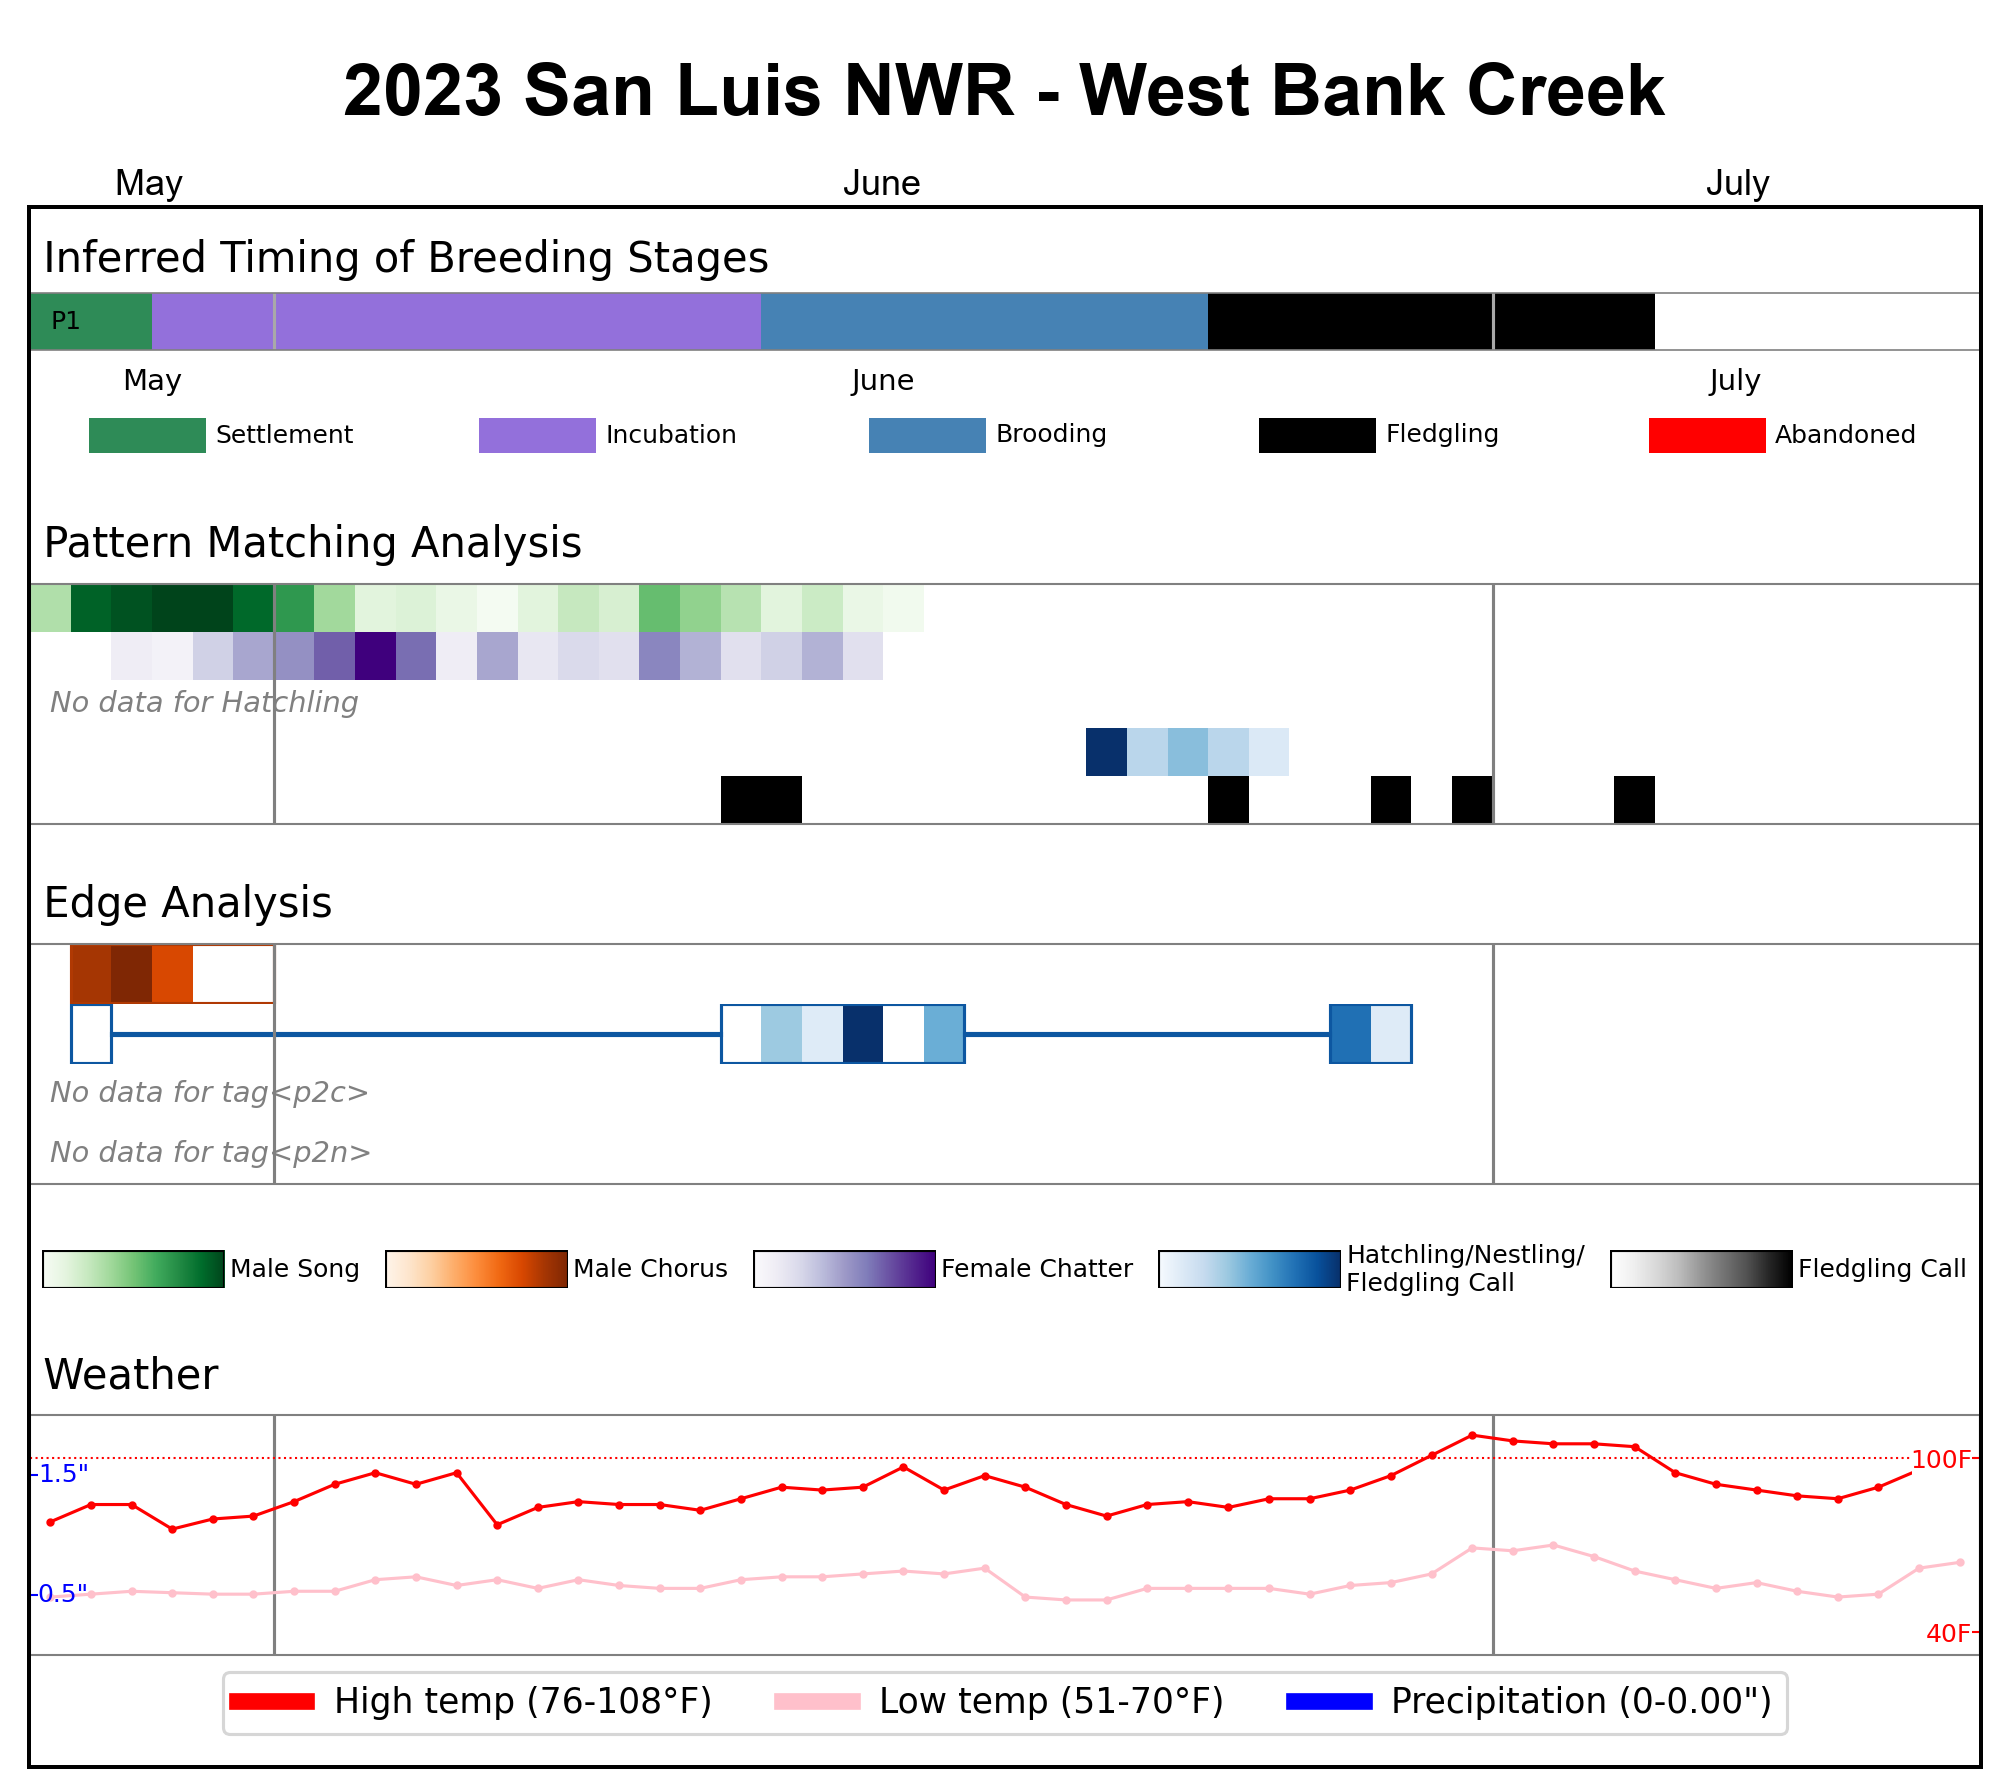 2023 San Luis NWR - West Bank Creek
May June July
Inferred Timing of Breeding Stages
P1
May June July
Settlement Incubation Brooding Fledgling Abandoned
Pattern Matching Analysis
No data for Hatchling
Edge Analysis
No data for tag<p2c>
No data for tag<p2n>
Male Song Male Chorus Female Chatter Hatchling/Nestling/
Fledgling Call Fledgling Call
Weather
100F
1.5"
0.5"
40F
High temp (76-108°F) Low temp (51-70°F) Precipitation (0-0.00")